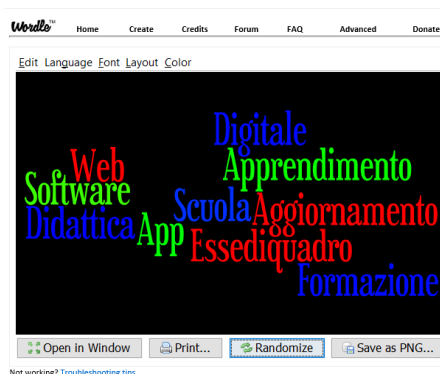 Wordle™ Home Create Credits Forum FAQ Advanced Donate
Edit Language Font Layout Color
Digitale
Web Apprendimento
Software
Scuola Aggiornamento
Didattica App
Essediquadro
Formazione
Open in Window Print... Randomize Save as PNG...
Not working? Troubleshooting tips